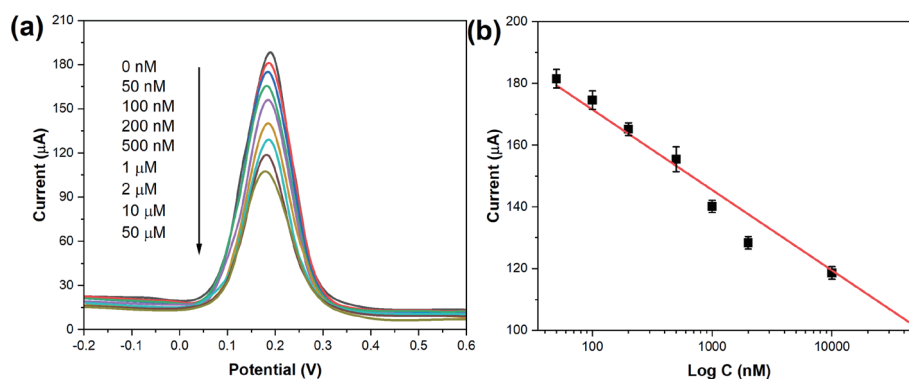 (a)
210
180
150
120
90
60
30
0
Current (μA)
0 nM
50 nM
100 nM
200 nM
500 nM
1 μM
2 μM
10 μM
50 μM
-0.2
-0.1
0.0
0.1
0.2
0.3
0.4
0.5
0.6
Potential (V)
(b)
200
180
160
140
120
100
Current (μA)
100
1000
10000
Log C (nM)